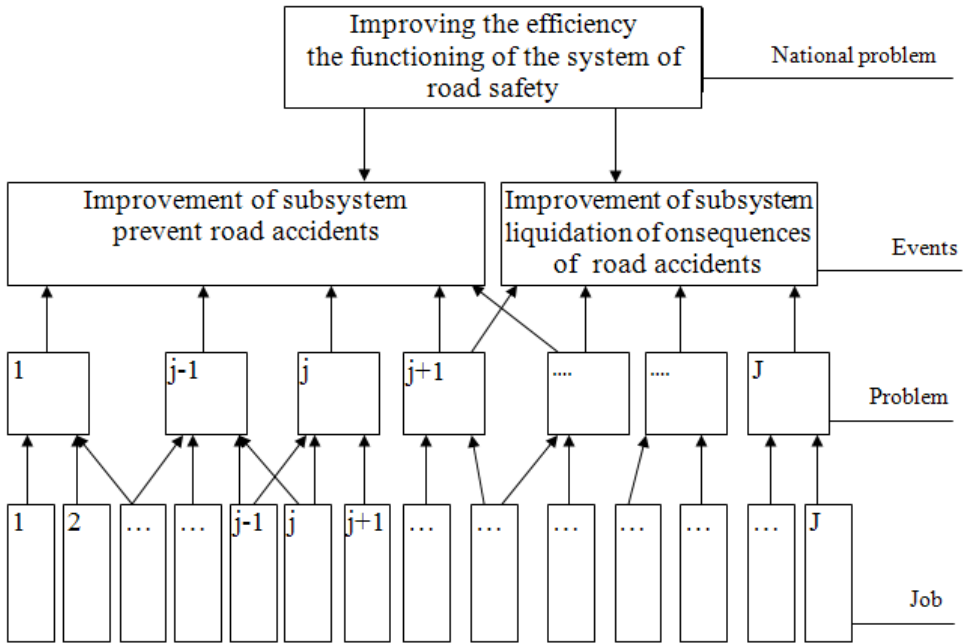 Improving the efficiency
the functioning of the system of
road safety
National problem
Improvement of subsystem
prevent road accidents
Improvement of subsystem
liquidation of onsequences
of road accidents
Events
1
j-1
j
j+1
....
....
J
Problem
1
2
...
...
j-1
j
j+1
...
...
...
...
...
...
J
Job